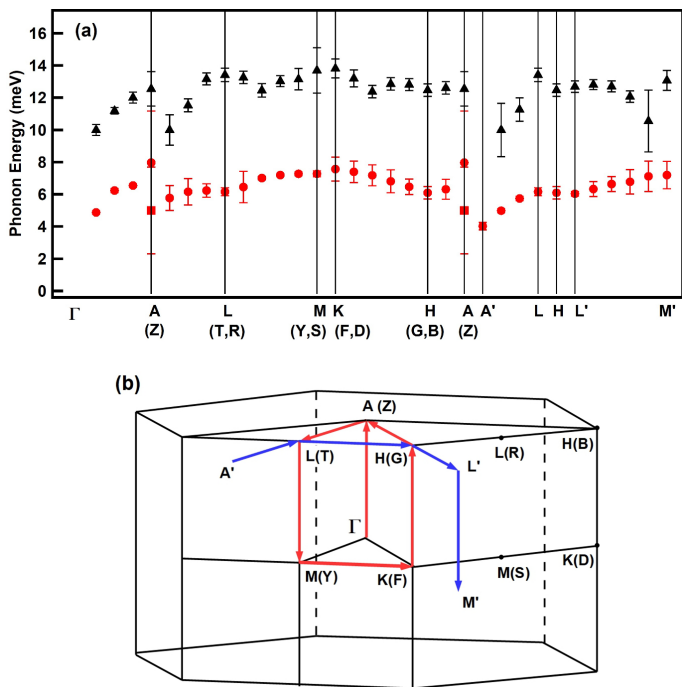 (a)
Phonon Energy (meV)
16
14
12
10
8
6
4
2
0
Γ A L M K H A A' L H L' M'
(Z) (T,R) (Y,S) (F,D) (G,B) (Z)
(b)
A (Z)
L(T) H(G) L(R) H(B)
A' L'
Γ
M(Y) K(F) M(S) K(D)
M'